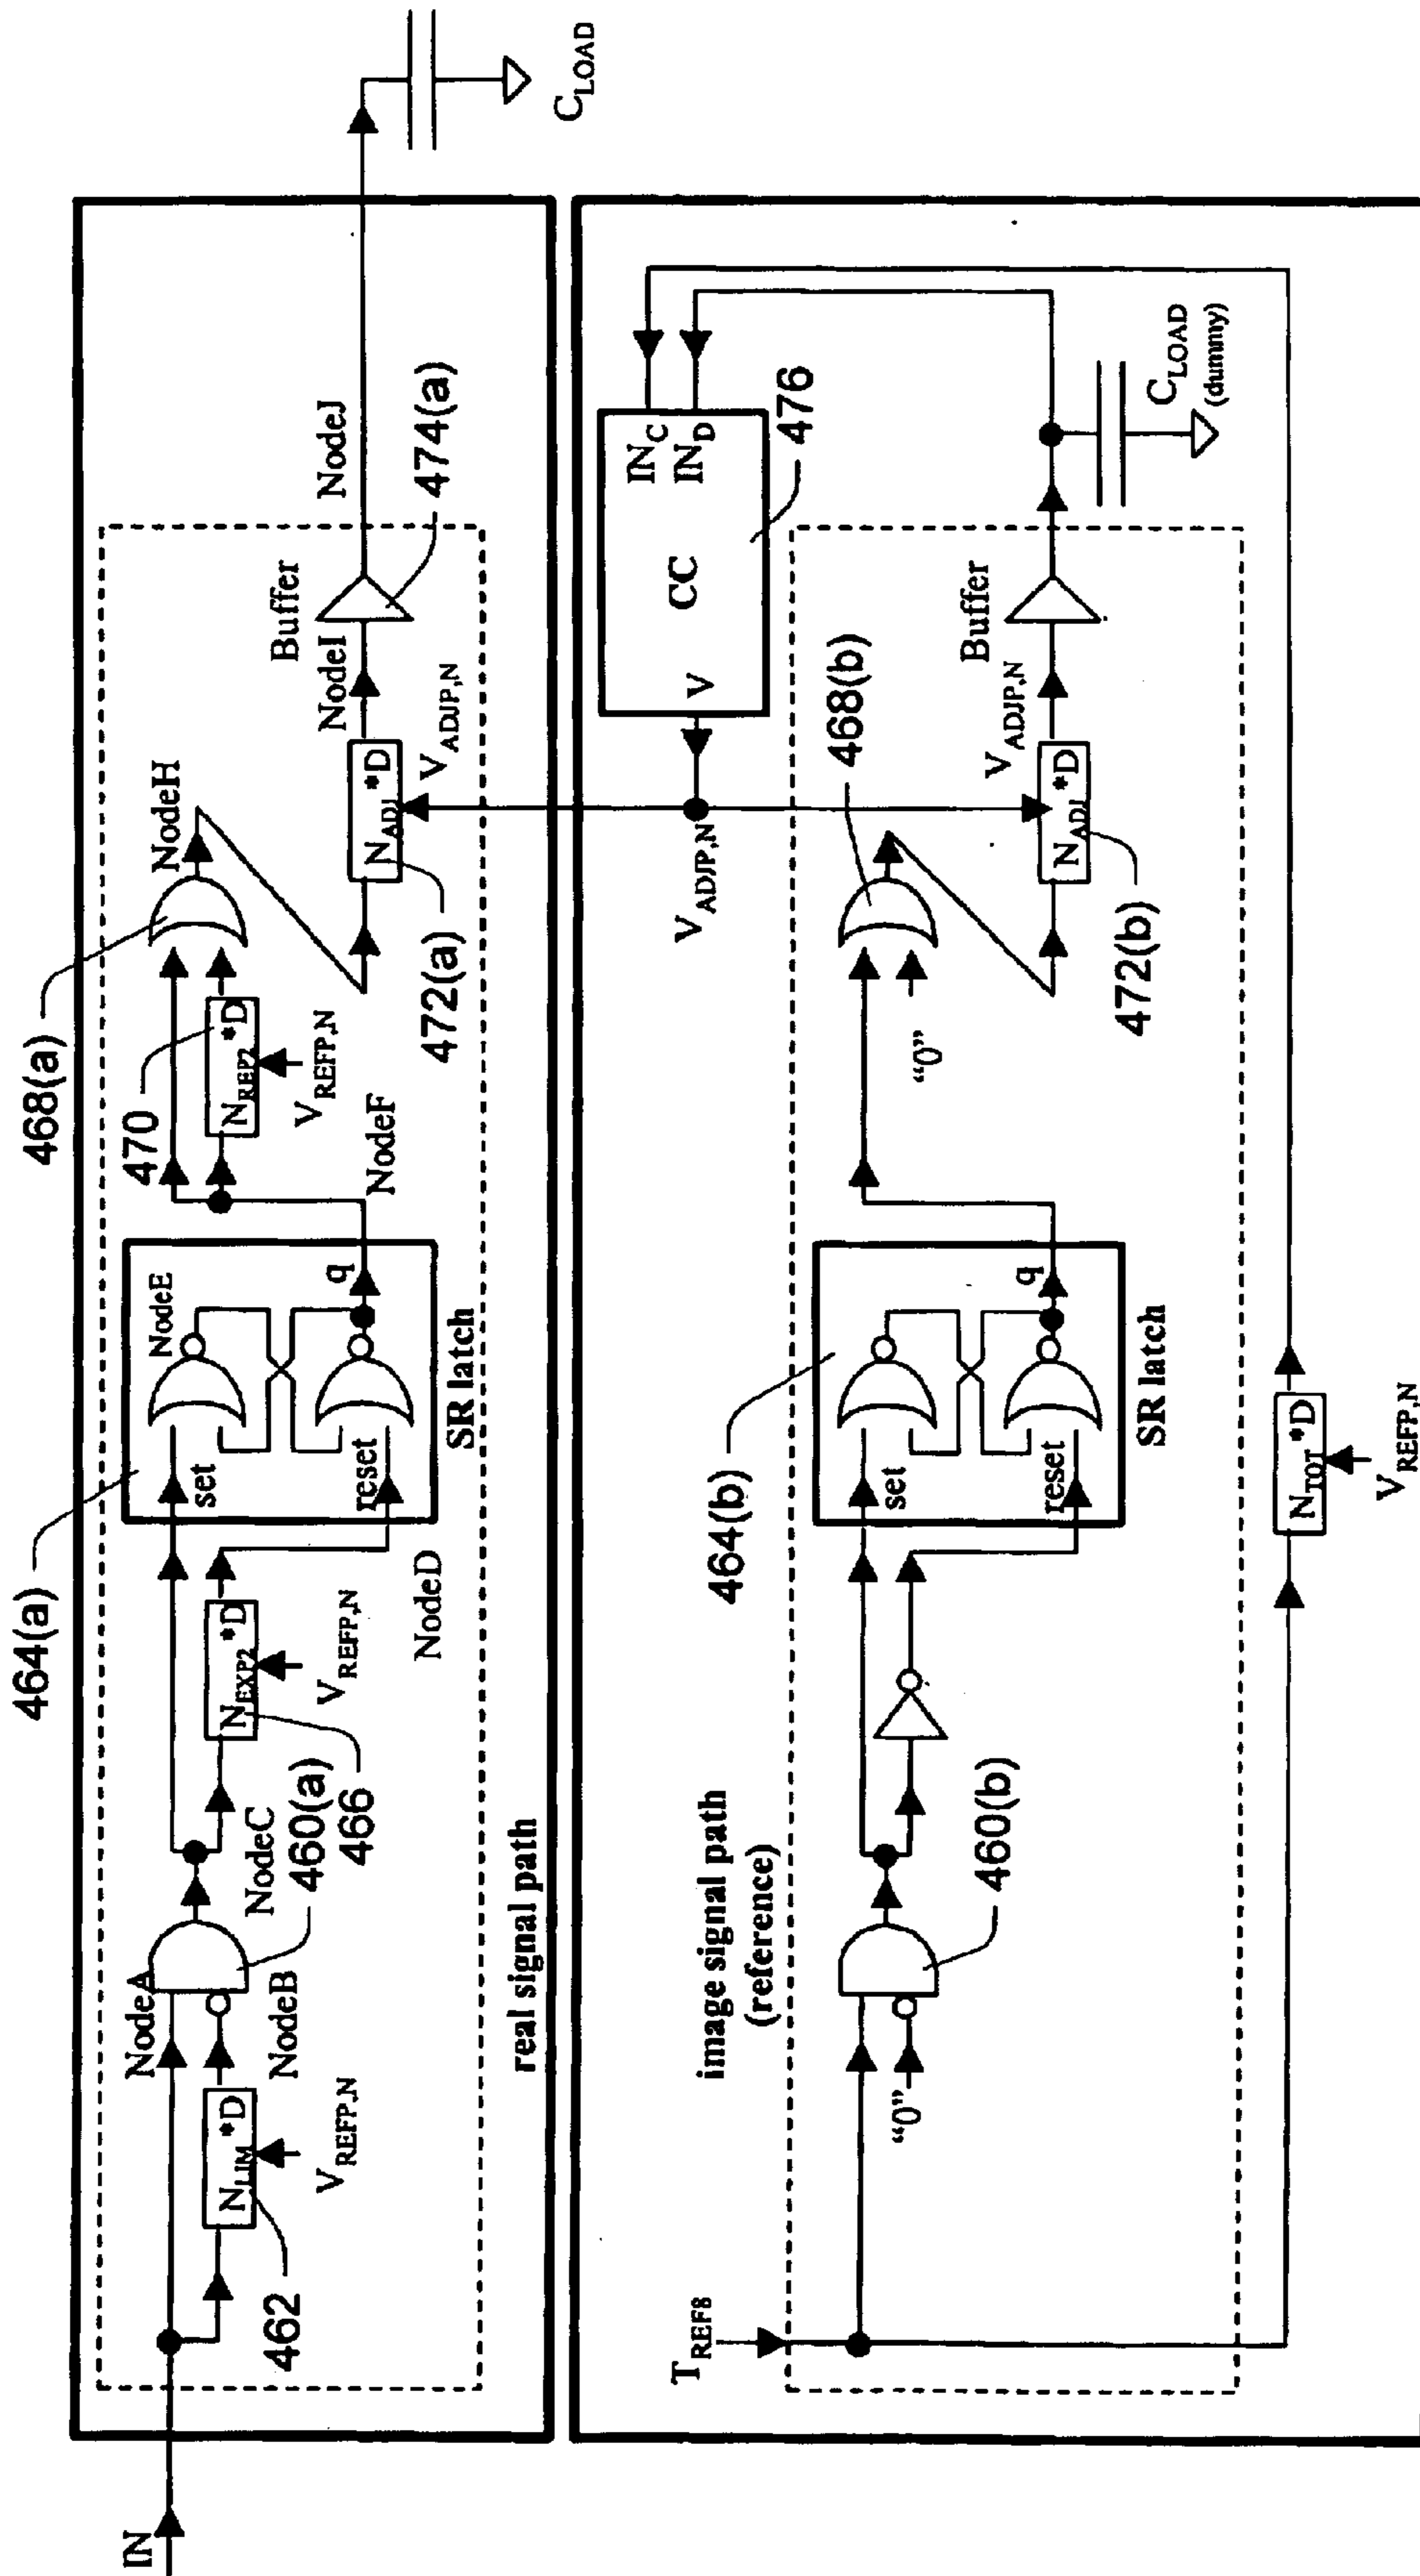 IN
462
N_LIM *D
V_REFP,N
NodeA
NodeB
460(a)
NodeC
466
N_EXP2 *D
V_REFP,N
NodeD
464(a)
set
reset
NodeE
q
SR latch
NodeF
470
N_REP2 *D
V_REFP,N
468(a)
NodeH
472(a)
N_ADJ *D
V_ADJP,N
NodeI
Buffer
474(a)
NodeJ
C_LOAD
real signal path
image signal path
(reference)
T_REF8
"0"
460(b)
464(b)
set
reset
q
SR latch
"0"
468(b)
472(b)
N_ADJ *D
V_ADJP,N
Buffer
V_ADJP,N
V
CC
IN_C
IN_D
476
C_LOAD
(dummy)
N_TOT *D
V_REFP,N